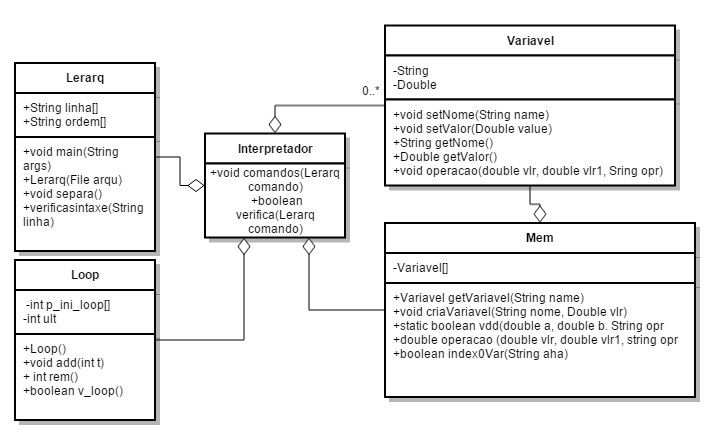 Lerarq
+String linha[]
+String ordem[]
+void main(String
args)
+Lerarq(File arqu)
+void separa()
+verificasintaxe(String
linha)
Loop
-int p_ini_loop[]
-int ult
+Loop()
+void add(int t)
+ int rem()
+boolean v_loop()
Interpretador
+void comandos(Lerarq
comando)
+boolean
verifica(Lerarq
comando)
0..*
Variavel
-String
-Double
+void setNome(String name)
+void setValor(Double value)
+String getNome()
+Double getValor()
+void operacao(double vlr, double vlr1, Sring opr)
Mem
-Variavel[]
+Variavel getVariavel(String name)
+void criaVariavel(String nome, Double vlr)
+static boolean vdd(double a, double b. String opr
+double operacao (double vlr, double vlr1, string opr
+boolean index0Var(String aha)